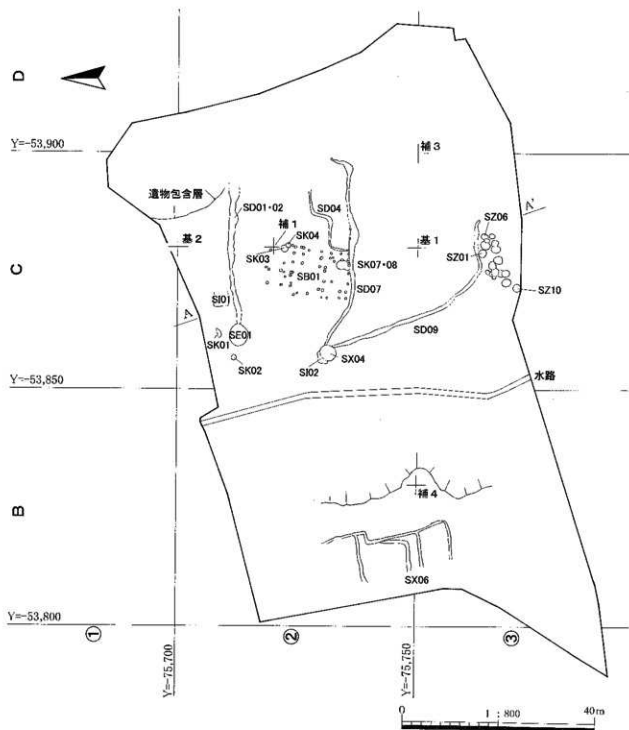 D
Y=-53,900
遺物包含層
SD01・02
SD04
補3
基2
補1
SK04
基1
SZ06
A'
C
SK03
SK07・08
SZ01
SB01
SI01
SD07
SZ10
A
SE01
SD09
SK01
SX04
SK02
SI02
水路
Y=-53,850
補4
B
SX06
Y=-53,800
①
②
③
Y=-75,700
Y=-75,750
0
1:800
40m